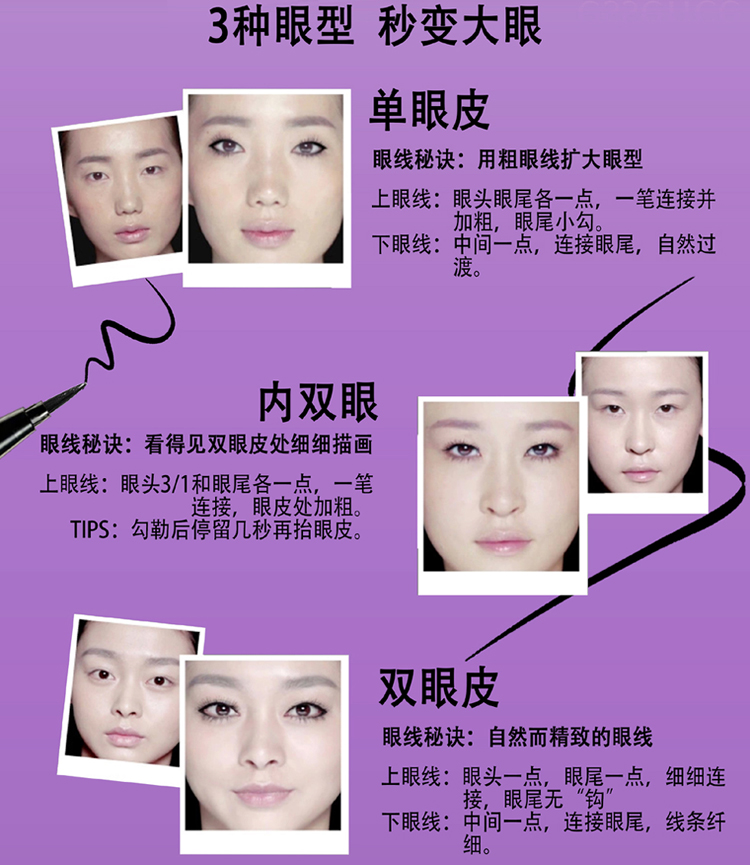 3种眼型 秒变大眼
单眼皮
眼线秘诀：用粗眼线扩大眼型
上眼线：眼头眼尾各一点，一笔连接并
加粗，眼尾小勾。
下眼线：中间一点，连接眼尾，自然过
渡。
内双眼
眼线秘诀：看得见双眼皮处细细描画
上眼线：眼头3/1和眼尾各一点，一笔
连接，眼皮处加粗。
TIPS：勾勒后停留几秒再抬眼皮。
双眼皮
眼线秘诀：自然而精致的眼线
上眼线：眼头一点，眼尾一点，细细连
接，眼尾无“钩”
下眼线：中间一点，连接眼尾，线条纤
细。